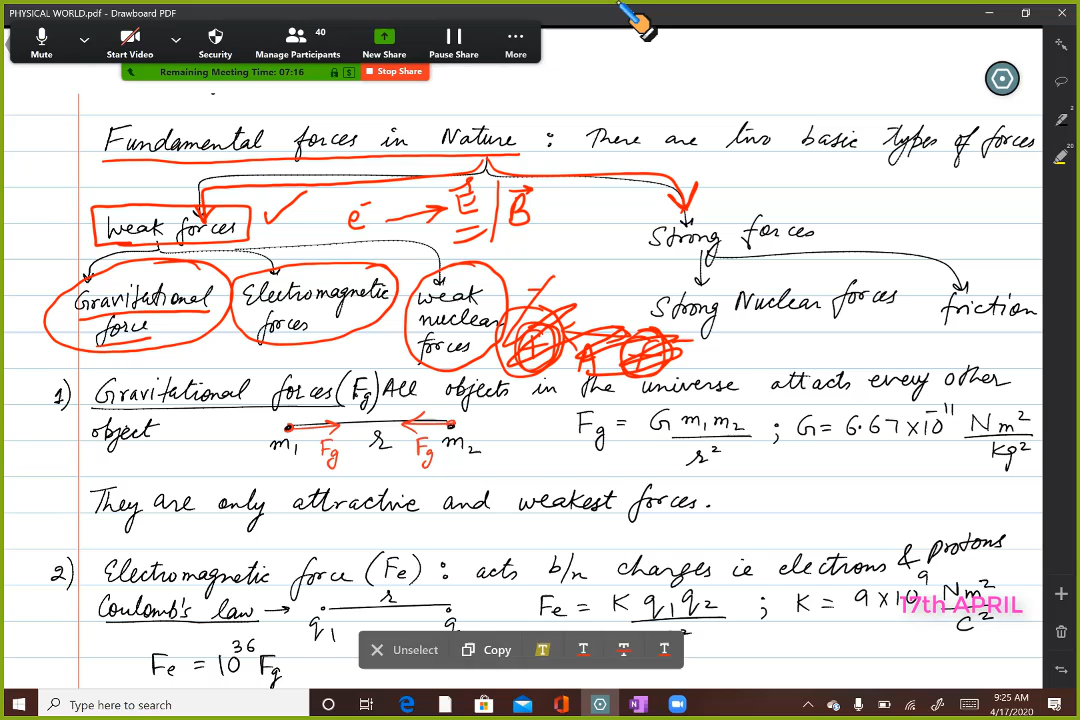 PHYSICAL WORLD.pdf - Drawboard PDF
Mute
Start Video
Security
40
Manage Participants
New Share
Pause Share
More
Remaining Meeting Time: 07:16
Stop Share
Fundamental forces in Nature : There are two basic types of forces
e⁻ → E | B
Weak forces
Strong forces
Gravitational force
Electromagnetic forces
weak nuclear forces
Strong Nuclear forces
friction
1) Gravitational forces (Fg) All objects in the universe attacts every other
object
m1 Fg r Fg m2
Fg = G m1 m2 / r² ; G = 6.67 × 10⁻¹¹ Nm² / kg²
They are only attractive and weakest forces.
2) Electromagnetic force (Fe) : acts b/n charges ie electrons & protons
Coulomb's law → q1 r q
Fe = K q1 q2 ; K = 9 × 10⁹ Nm² / c²
17th APRIL
Fe = 10³⁶ Fg
Unselect
Copy
T
T
T
T
Type here to search
9:25 AM
4/17/2020
2
20